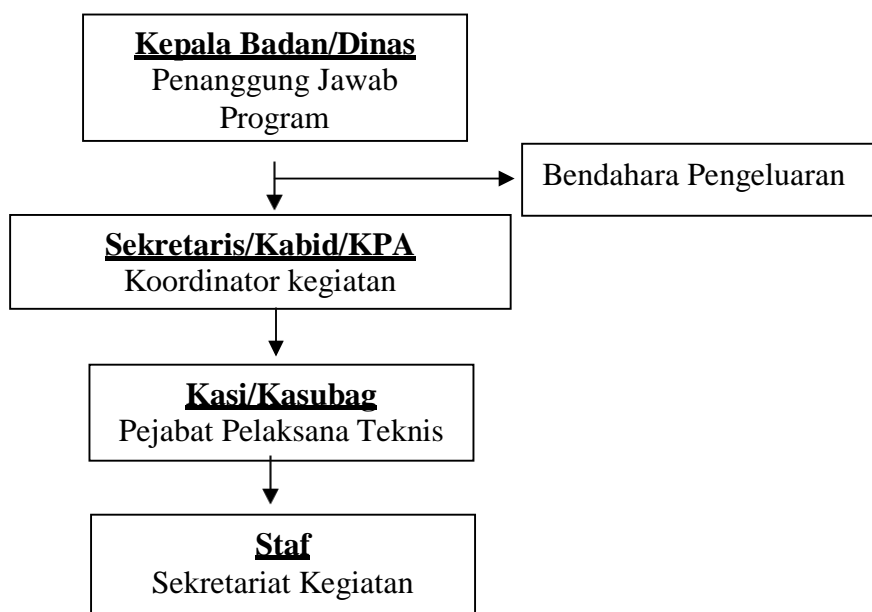 Kepala Badan/Dinas
Penanggung Jawab
Program
Bendahara Pengeluaran
Sekretaris/Kabid/KPA
Koordinator kegiatan
Kasi/Kasubag
Pejabat Pelaksana Teknis
Staf
Sekretariat Kegiatan